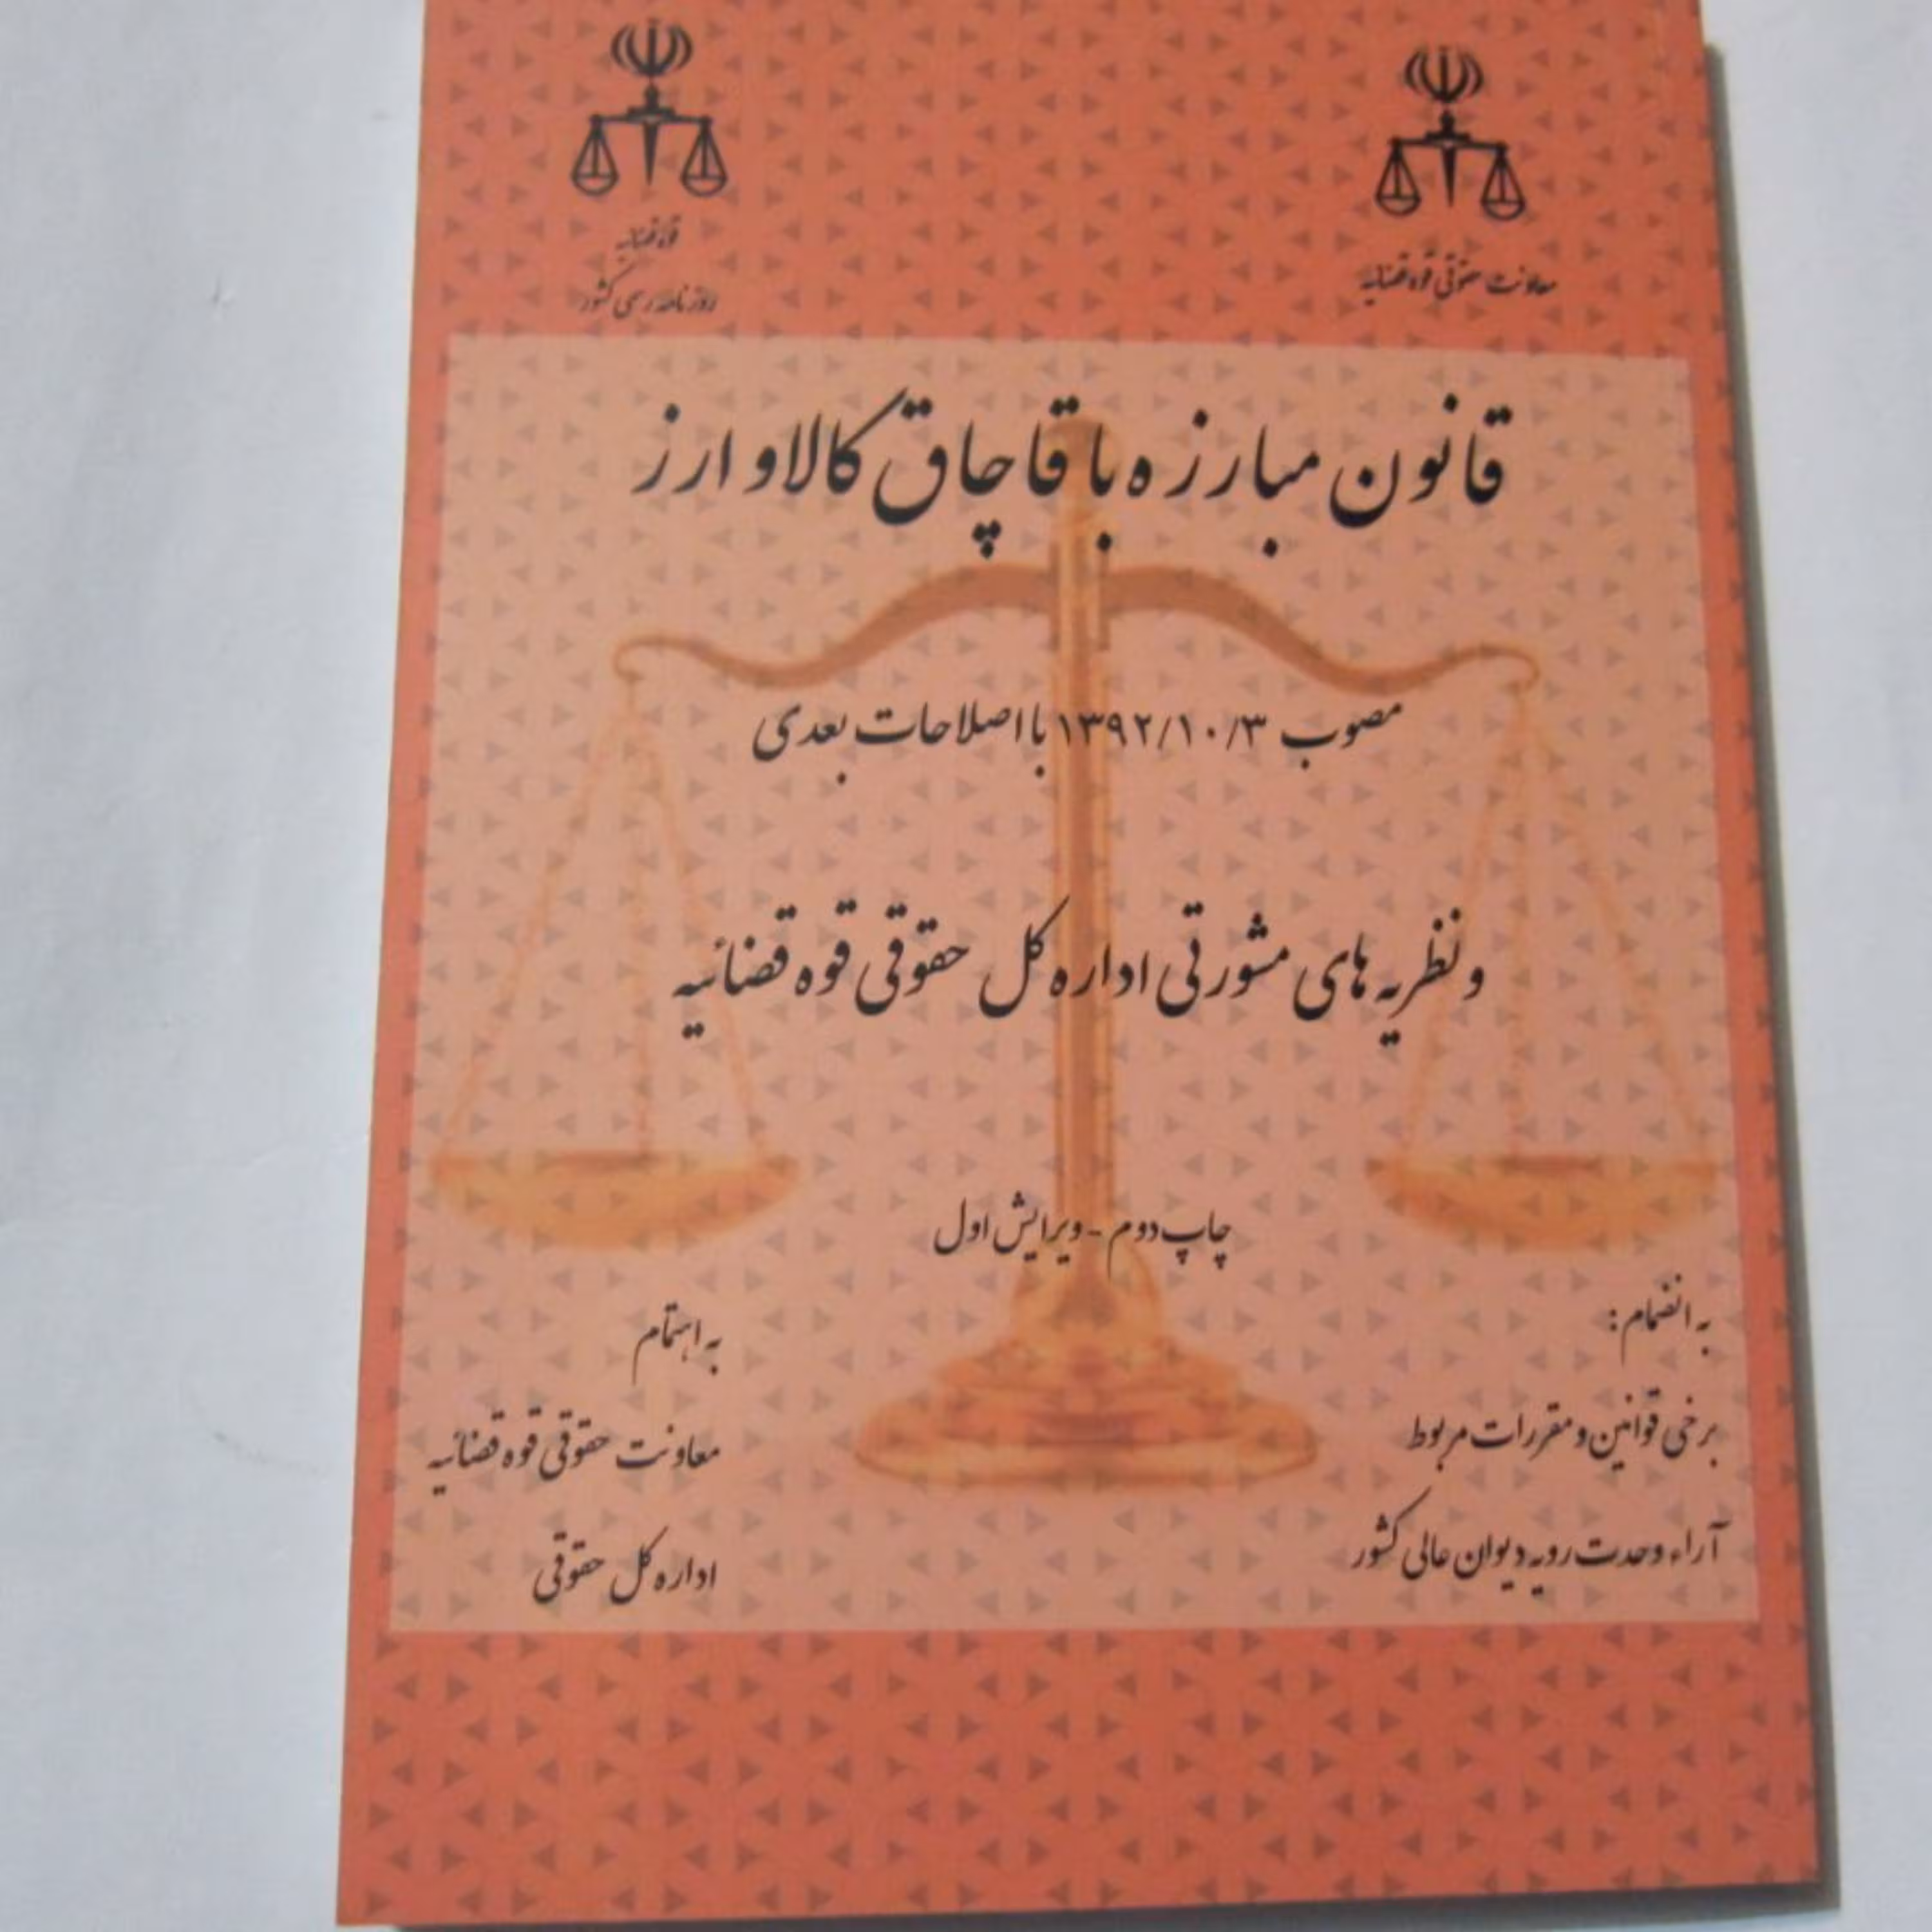 معاونت حقوقی قوه قضائیه
قوه قضائیه
روزنامه رسمی کشور
قانون مبارزه با قاچاق کالا و ارز
مصوب ۱۳۹۲/۱۰/۳ با اصلاحات بعدی
و نظریه های مشورتی اداره کل حقوقی قوه قضائیه
چاپ دوم - ویرایش اول
به انضمام :
برخی قوانین و مقررات مربوط
آراء وحدت رویه دیوان عالی کشور
به اهتمام
معاونت حقوقی قوه قضائیه
اداره کل حقوقی